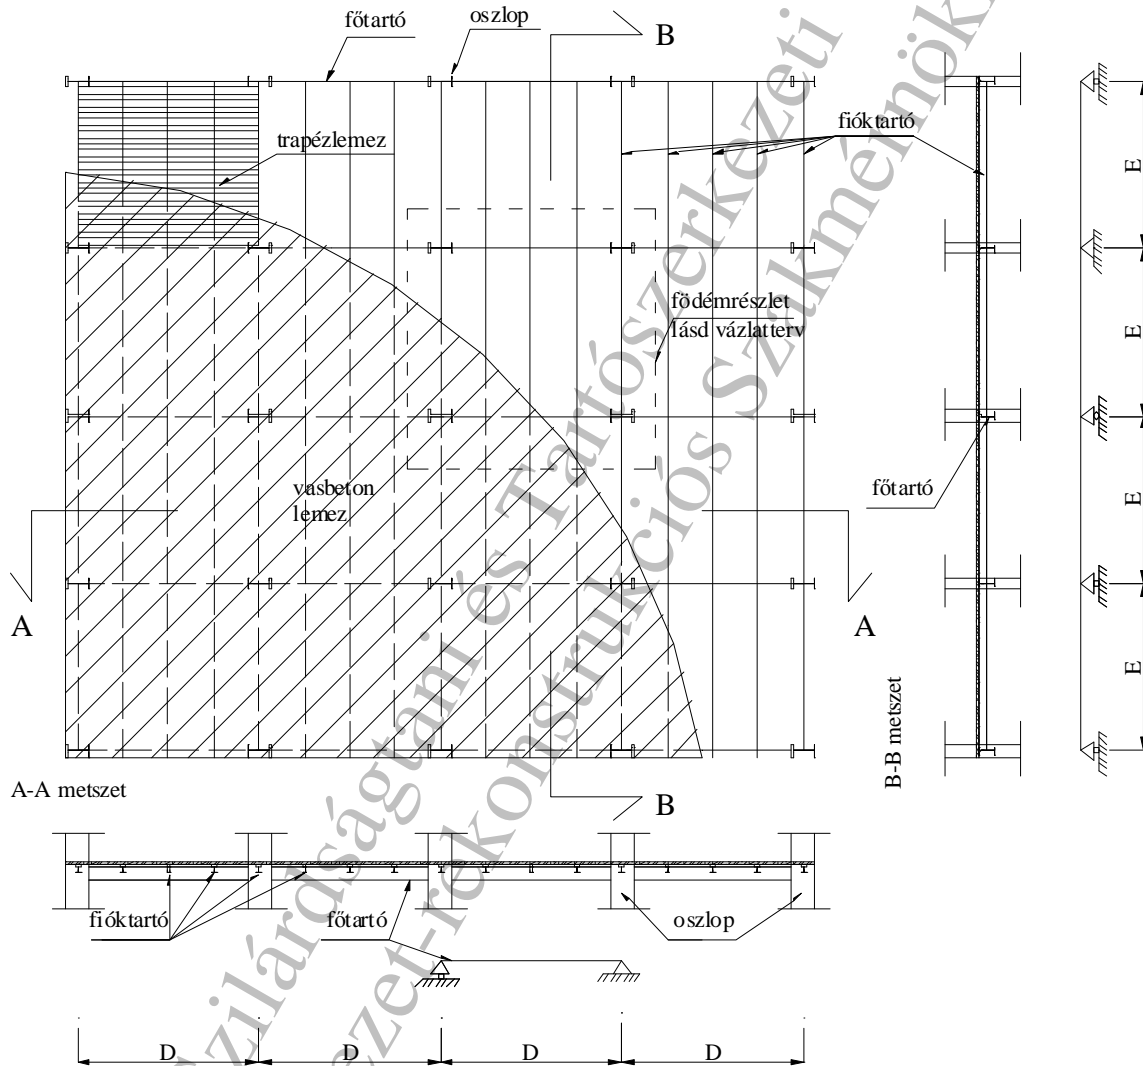 főtartó
oszlop
B
trapézlemez
fióktartó
E
E
födémrészlet
lásd vázlatterv
vasbeton
lemez
főtartó
E
A
A
E
B-B metszet
A-A metszet
B
fióktartó
főtartó
oszlop
D
D
D
D
Szilárdságtani és Tartószerkezeti
ezet-rekonstrukciós Szakmérnöki